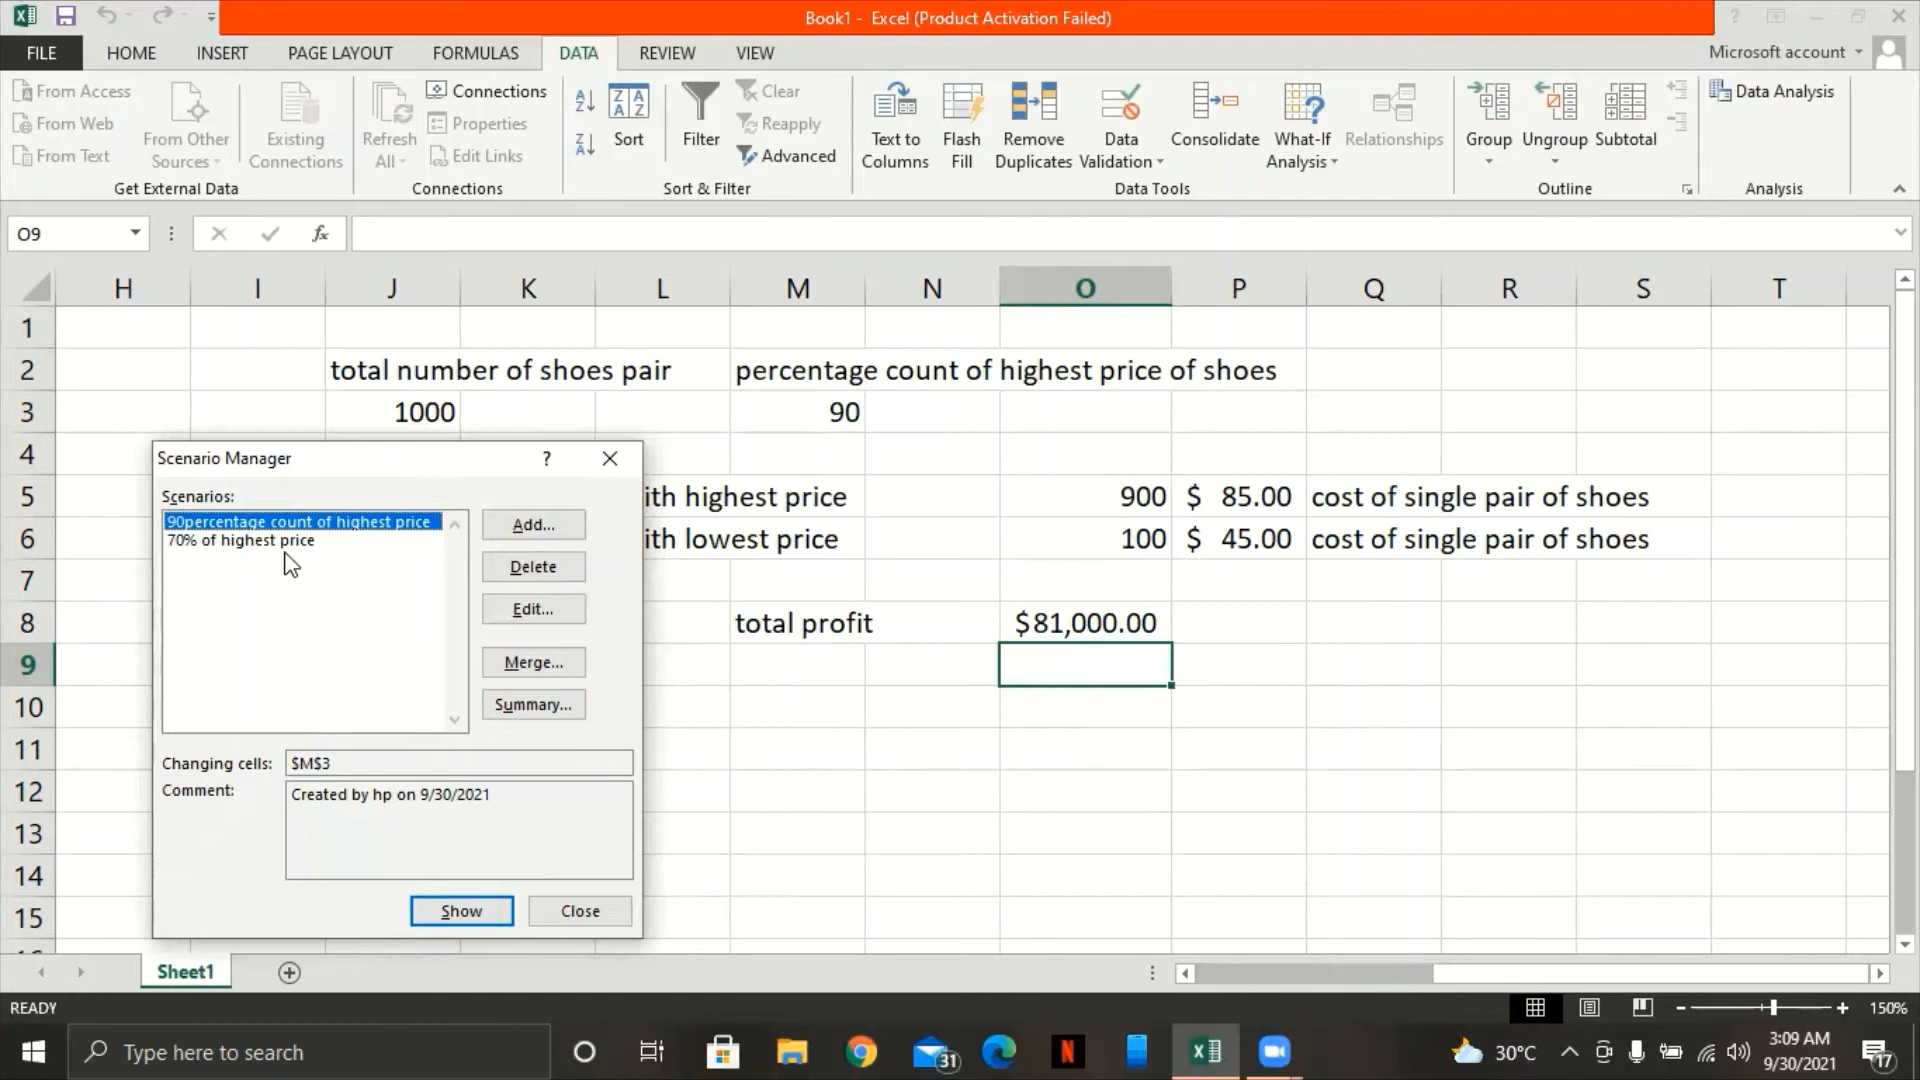 Book1 - Excel (Product Activation Failed)
?
FILE HOME INSERT PAGE LAYOUT FORMULAS DATA REVIEW VIEW Microsoft account
From Access
From Web
From Text
From Other Sources
Existing Connections
Get External Data
Refresh All
Connections
Properties
Edit Links
Connections
Sort
Filter
Clear
Reapply
Advanced
Sort & Filter
Text to Columns
Flash Fill
Remove Duplicates
Data Validation
Consolidate
What-If Analysis
Relationships
Data Tools
Group
Ungroup
Subtotal
Outline
Data Analysis
Analysis
O9 fx
H I J K L M N O P Q R S T
1
2 total number of shoes pair percentage count of highest price of shoes
3 1000 90
4
5 ith highest price 900 $ 85.00 cost of single pair of shoes
6 ith lowest price 100 $ 45.00 cost of single pair of shoes
7
8 total profit $81,000.00
9
10
11
12
13
14
15
Scenario Manager ?
Scenarios:
90percentage count of highest price
70% of highest price
Add...
Delete
Edit...
Merge...
Summary...
Changing cells: $M$3
Comment: Created by hp on 9/30/2021
Show Close
Sheet1
READY 150%
Type here to search
31
30°C
3:09 AM
9/30/2021
17